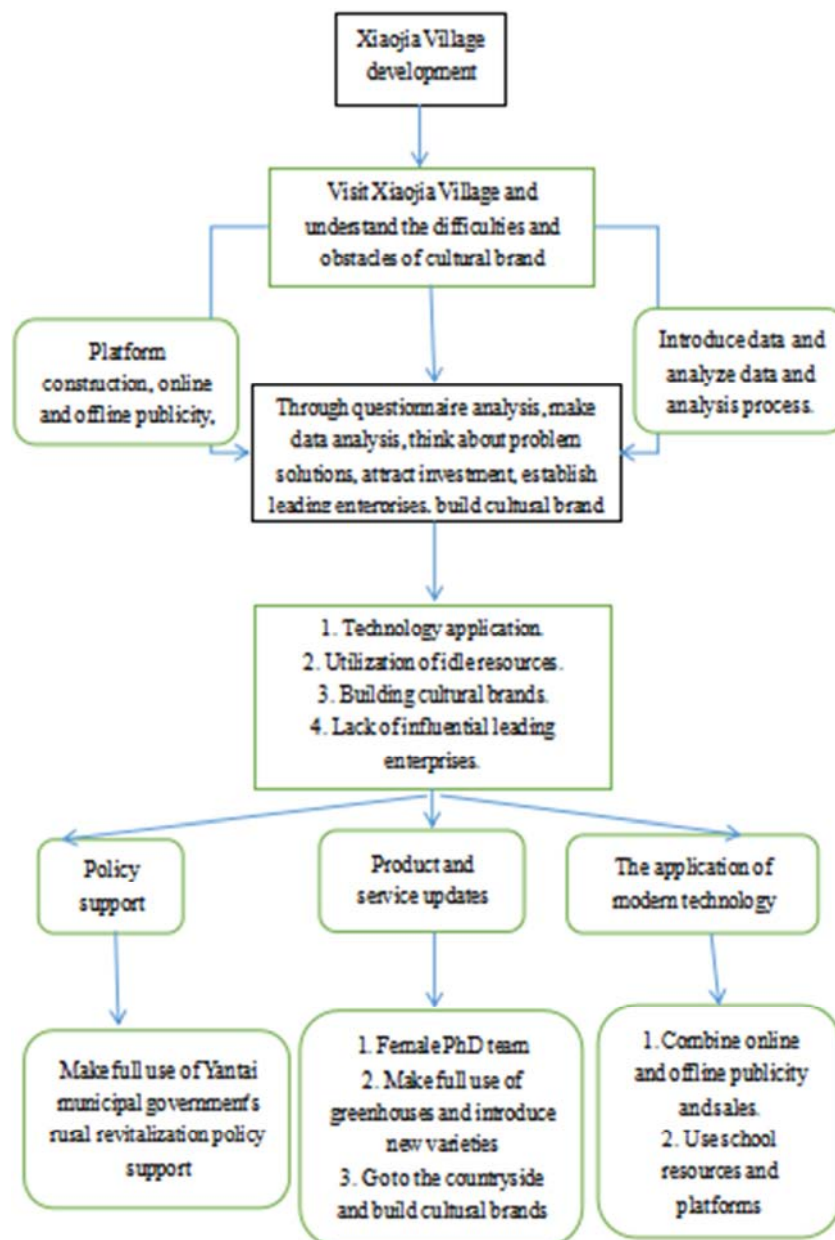 Xiaojia Village
development
Visit Xiaojia Village and
understand the difficulties and
obstacles of cultural brand
Platform
construction, online
and offline publicity,
Introduce data and
analyze data and
analysis process.
Through questionnaire analysis, make
data analysis, think about problem
solutions, attract investment, establish
leading enterprises, build cultural brand
1. Technology application.
2. Utilization of idle resources.
3. Building cultural brands.
4. Lack of influential leading
enterprises.
Policy
support
Product and
service updates
The application of
modern technology
Make full use of Yantai
municipal government's
rural revitalization policy
support
1. Female PhD team
2. Make full use of
greenhouses and introduce
new varieties
3. Go to the countryside
and build cultural brands
1. Combine online
and offline publicity
and sales.
2. Use school
resources and
platforms